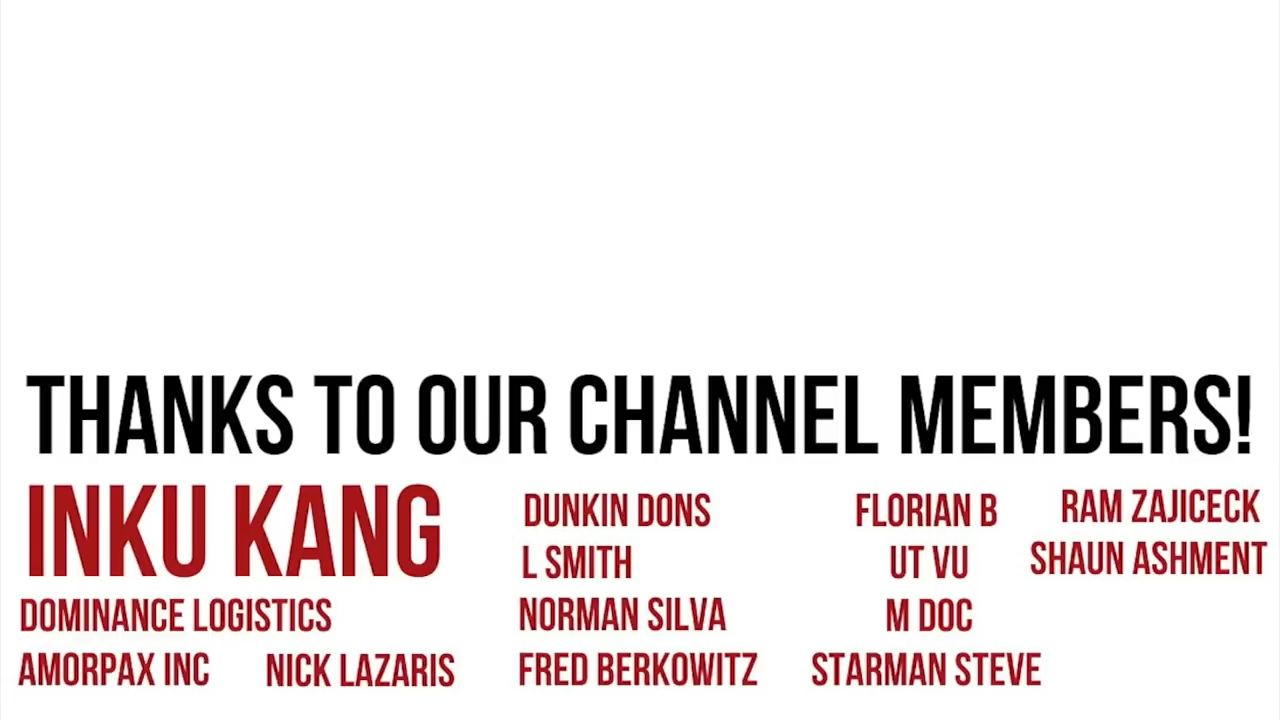 THANKS TO OUR CHANNEL MEMBERS!
INKU KANG
DOMINANCE LOGISTICS
AMORPAX INC
NICK LAZARIS
DUNKIN DONS
L SMITH
NORMAN SILVA
FRED BERKOWITZ
FLORIAN B
UT VU
M DOC
STARMAN STEVE
RAM ZAJICECK
SHAUN ASHMENT